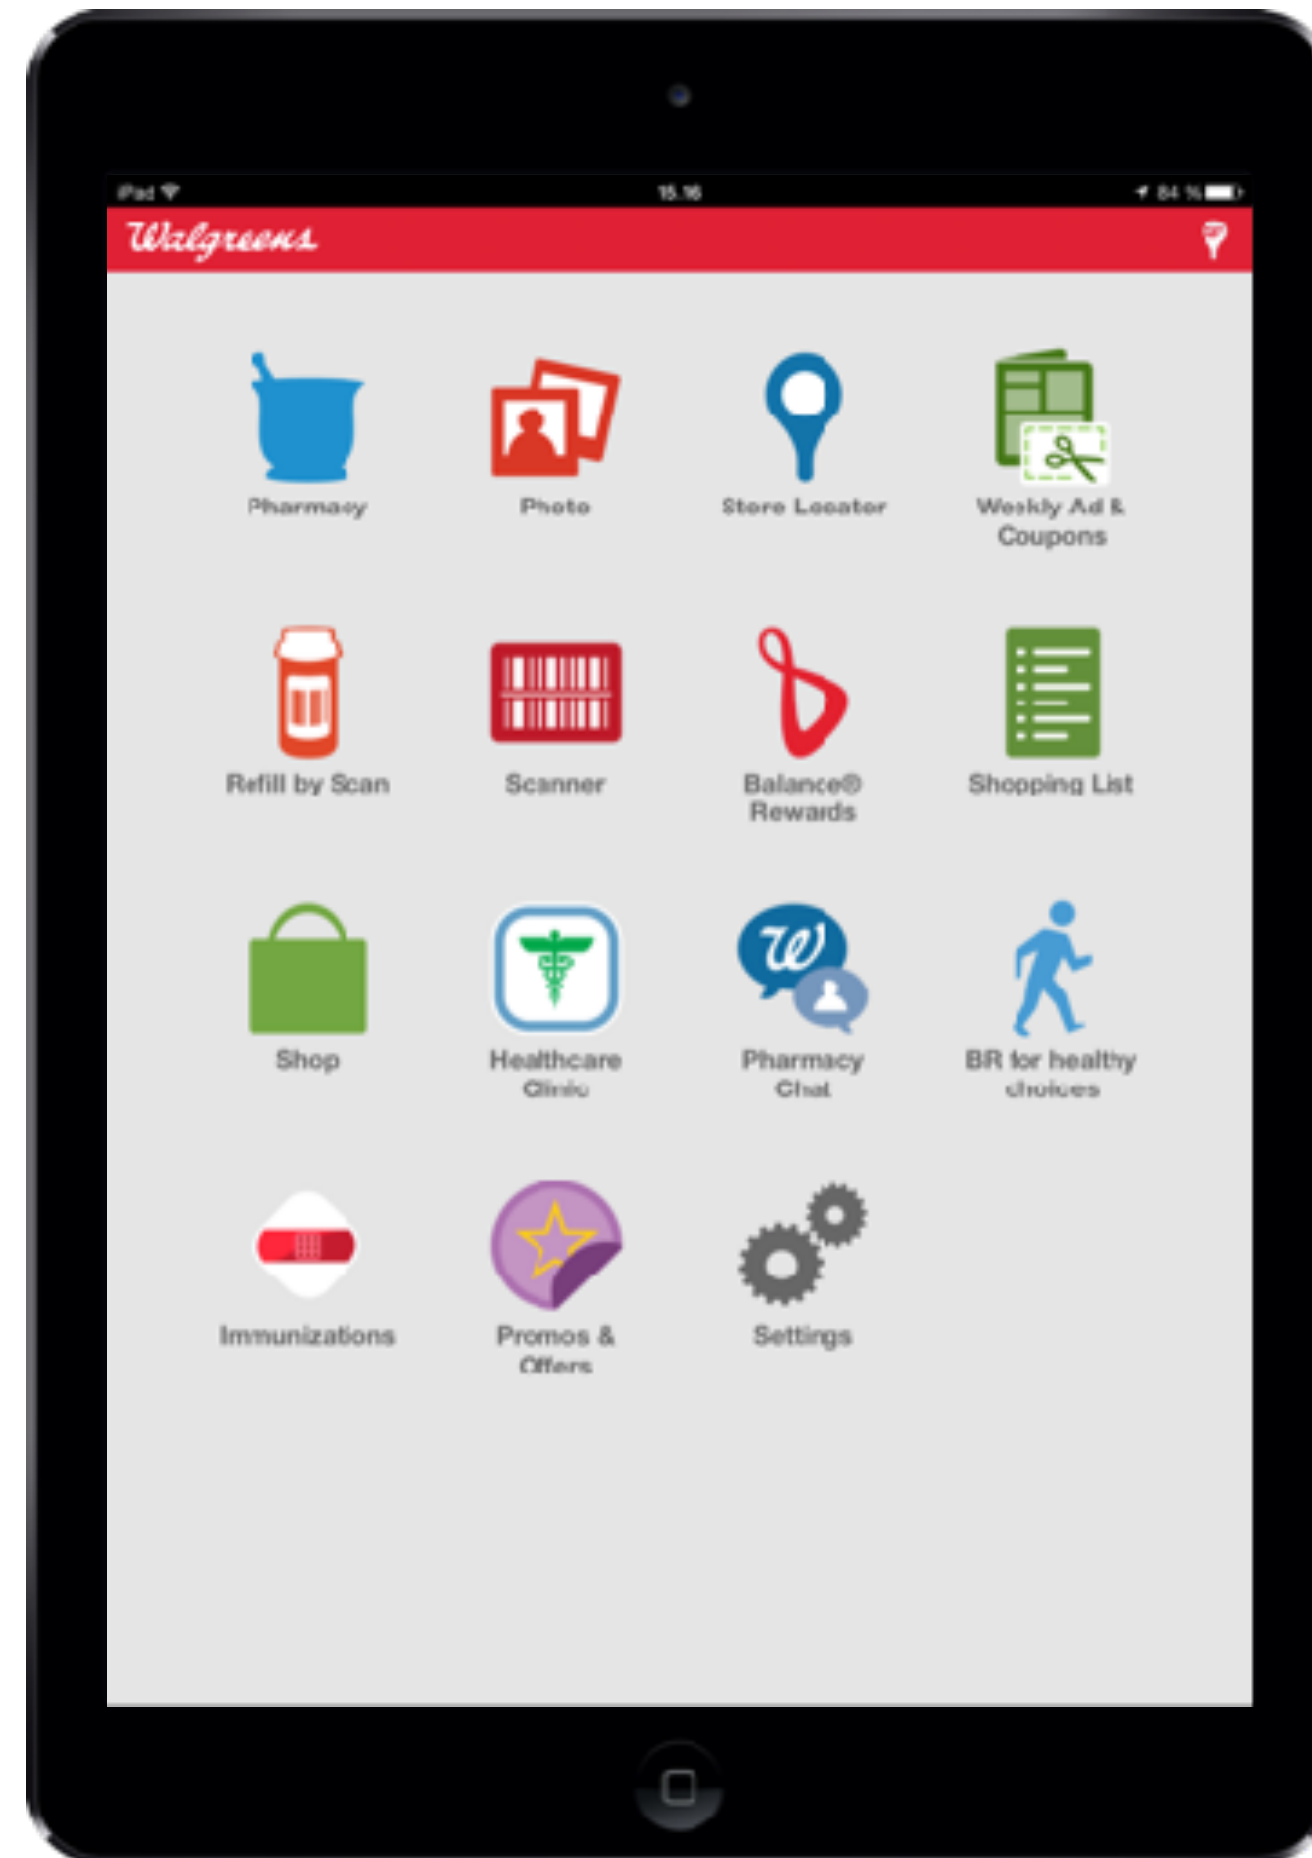 iPad
15.16
84 %
Walgreens
Pharmacy
Photo
Store Locator
Weekly Ad &
Coupons
Refill by Scan
Scanner
Balance®
Rewards
Shopping List
Shop
Healthcare
Clinic
W
Pharmacy
Chat
BR for healthy
choices
Immunizations
Promos &
Offers
Settings